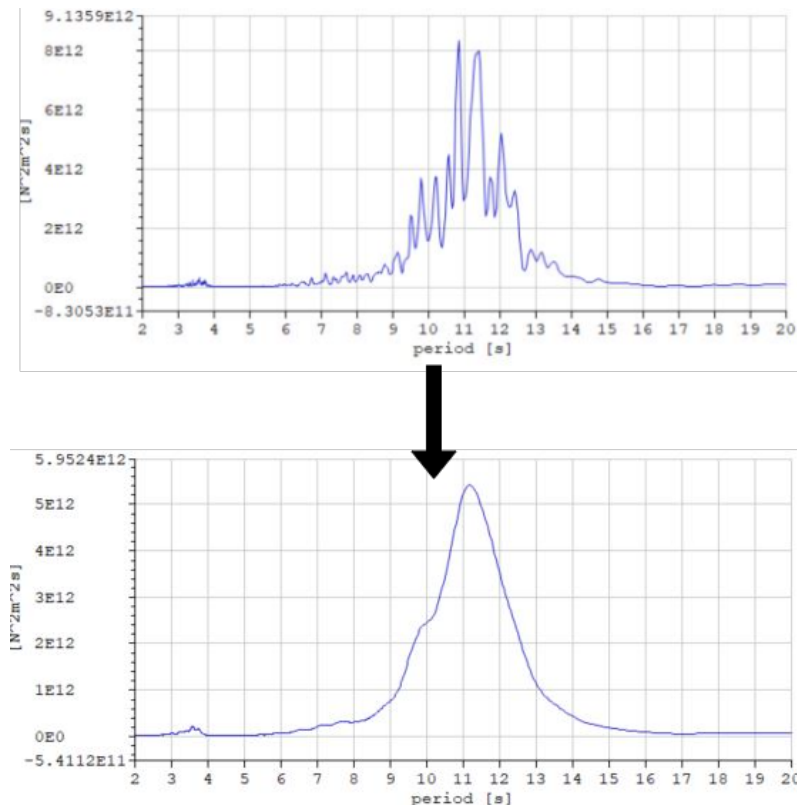 9.1359E12
8E12
6E12
4E12
2E12
0E0
-8.3053E11
[N^2m^2s]
2 3 4 5 6 7 8 9 10 11 12 13 14 15 16 17 18 19 20
period [s]
5.9524E12
5E12
4E12
3E12
2E12
1E12
0E0
-5.4112E11
[N^2m^2s]
2 3 4 5 6 7 8 9 10 11 12 13 14 15 16 17 18 19 20
period [s]